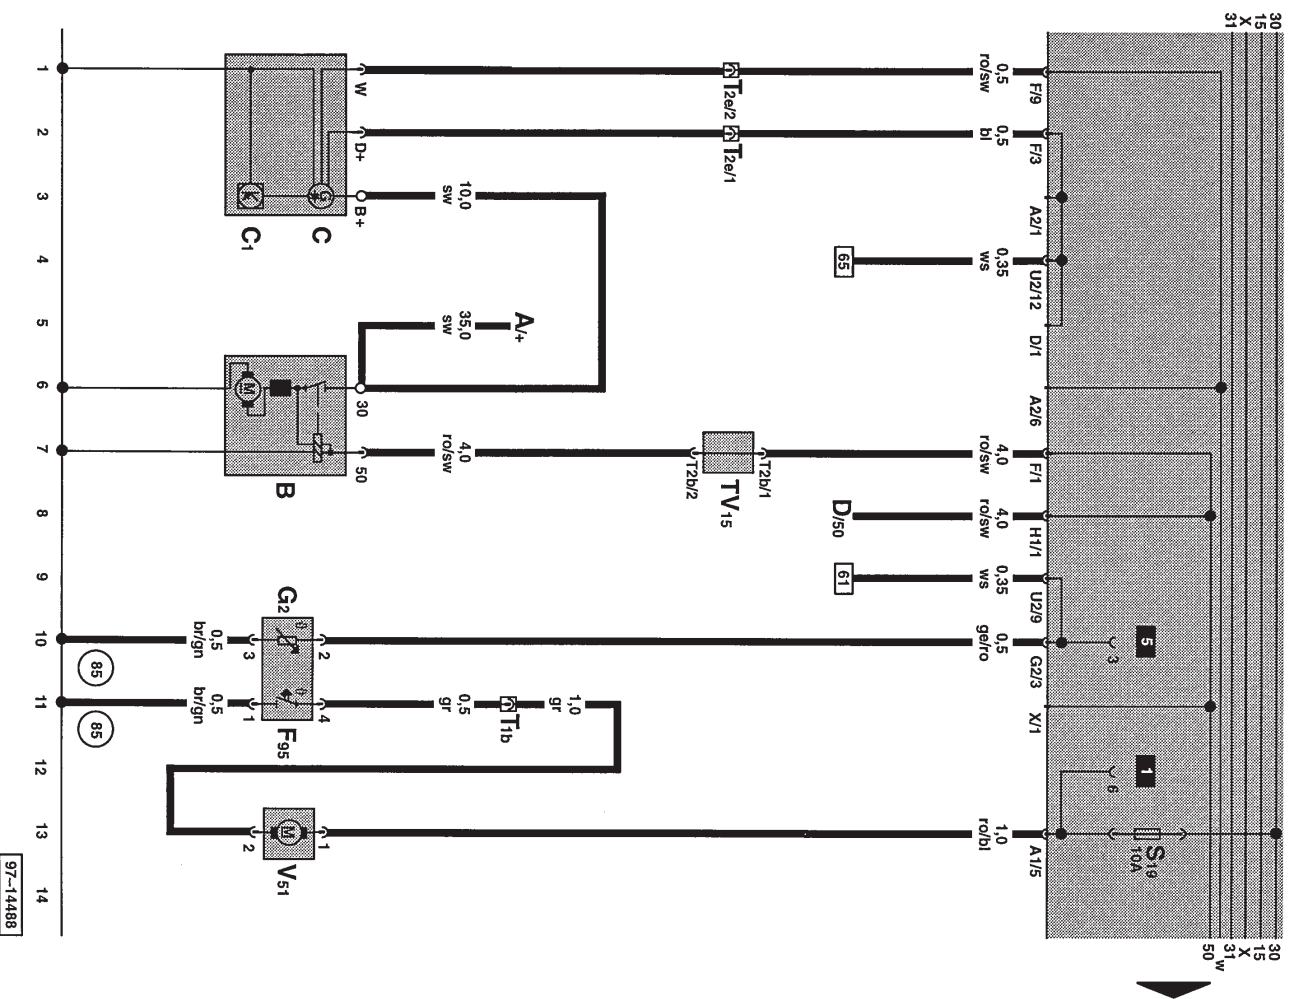 30
15
X
31
30
15
X
31
W
50
F/9
F/3
A2/1
U2/12
D/1
A2/6
F/1
H1/1
U2/9
G2/3
X/1
A1/5
5
3
1
6
S19
10A
0,5
ro/sw
0,5
bl
0,35
ws
4,0
ro/sw
4,0
ro/sw
0,35
ws
0,5
ge/ro
1,0
ro/bl
65
D/50
61
T2e/2
T2e/1
T2b/1
T2b/2
TV15
A/+
10,0
sw
35,0
sw
4,0
ro/sw
1,0
gr
T1b
0,5
gr
W
D+
B+
30
50
G
K
C
C1
M
B
G2
2
3
4
1
F95
M
1
2
V51
0,5
br/gn
0,5
br/gn
85
85
1
2
3
4
5
6
7
8
9
10
11
12
13
14
97–14488